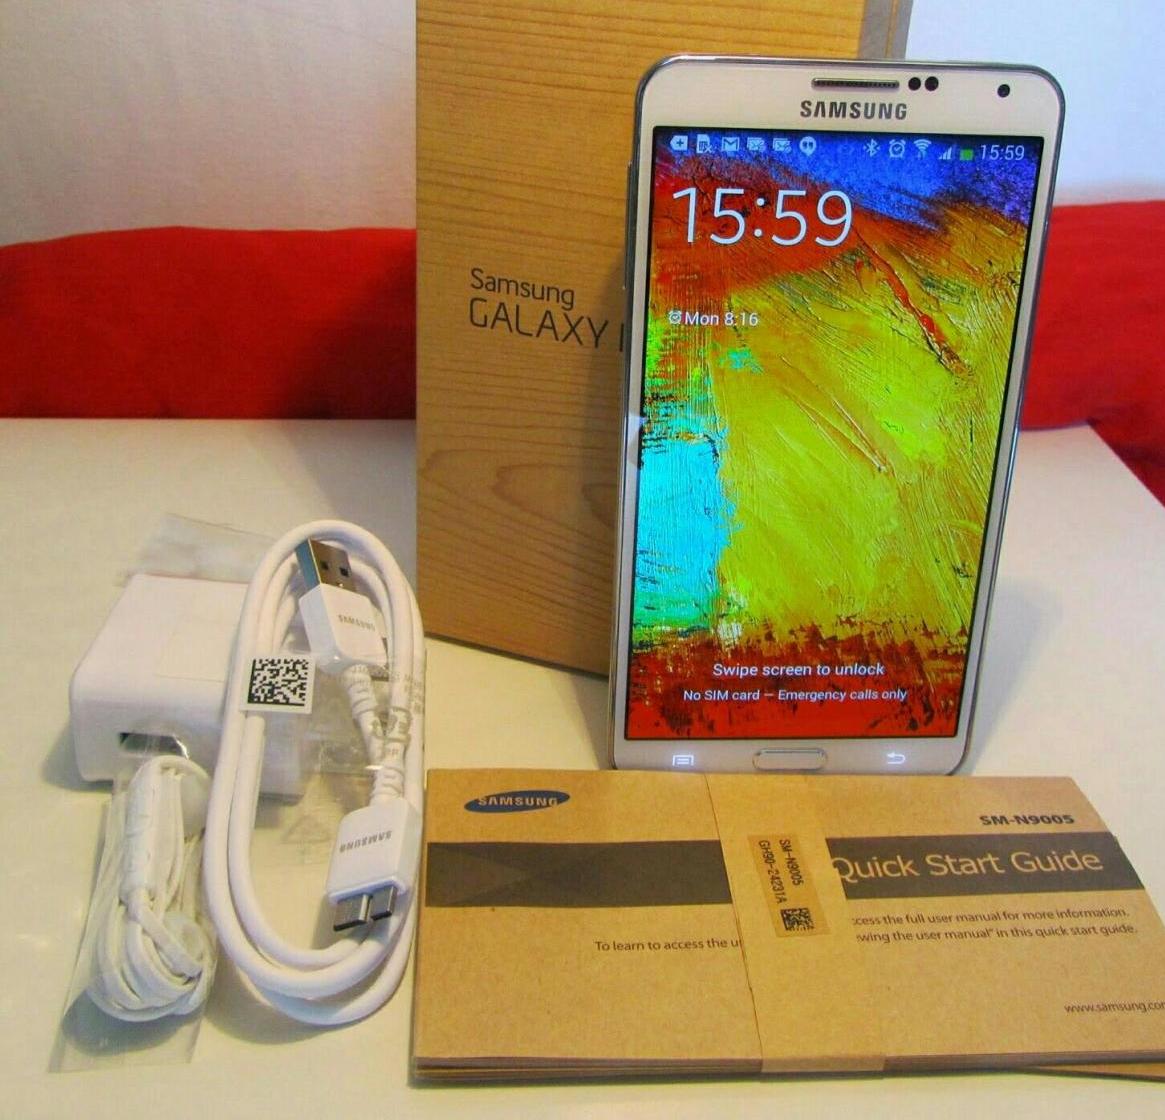 SAMSUNG
15:59
15:59
Mon 8:16
Swipe screen to unlock
No SIM card — Emergency calls only
Samsung
GALAXY
SAMSUNG
SAMSUNG
SAMSUNG
SM-N9005
Quick Start Guide
SM-N9005
GH90-24231A
To learn to access the
ccess the full user manual for more information.
wing the user manual" in this quick start guide.
www.samsung.com